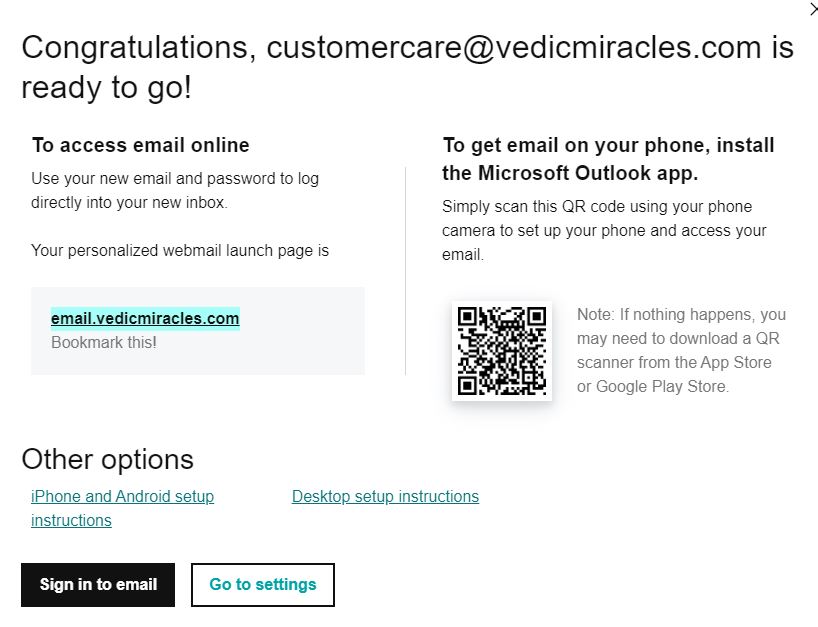 Congratulations, customercare@vedicmiracles.com is
ready to go!
To access email online
Use your new email and password to log
directly into your new inbox.
Your personalized webmail launch page is
email.vedicmiracles.com
Bookmark this!
To get email on your phone, install
the Microsoft Outlook app.
Simply scan this QR code using your phone
camera to set up your phone and access your
email.
Note: If nothing happens, you
may need to download a QR
scanner from the App Store
or Google Play Store.
Other options
iPhone and Android setup
instructions
Desktop setup instructions
Sign in to email
Go to settings